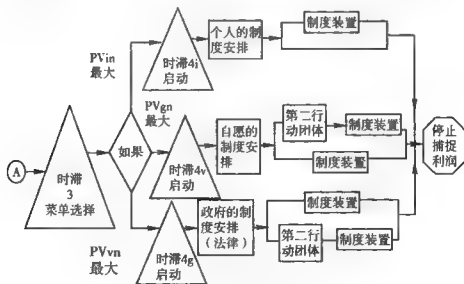 PVin
最大
时滞4i
启动
个人的制
度安排
制度装置
PVgn
最大
A
时滞
3
菜单选择
如果
时滞4v
启动
自愿的
制度安
排
第二行
动团体
制度装置
制度装置
停止
捕捉
利润
PVvn
最大
时滞4g
启动
政府的制
度安排
（法律）
制度装置
第二行
动团体
制度装置